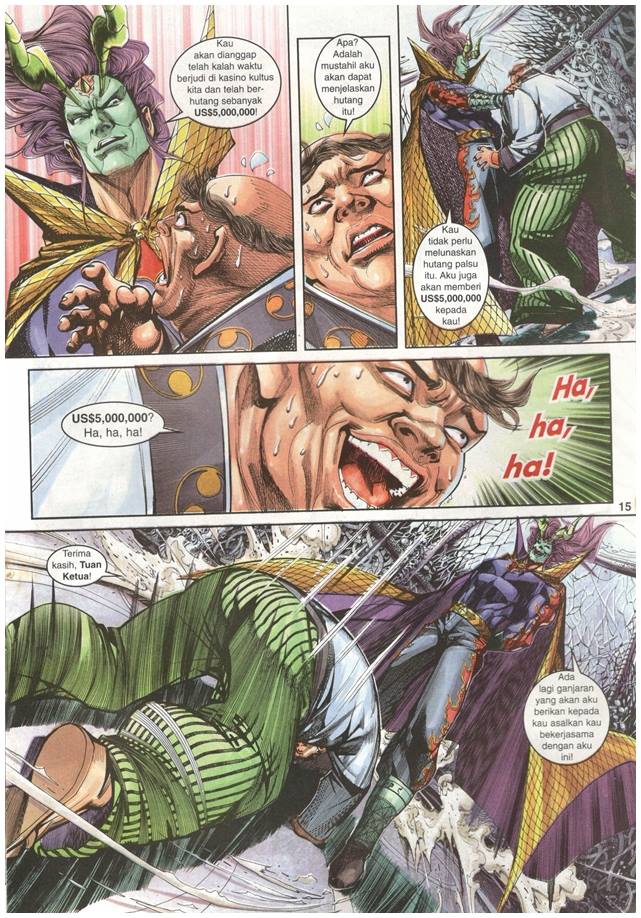 Kau
akan dianggap
telah kalah waktu
berjudi di kasino kultus
kita dan telah ber-
hutang sebanyak
US$5,000,000!
Apa?
Adalah
mustahil aku
akan dapat
menjelaskan
hutang
itu!
Kau
tidak perlu
melunaskan
hutang palsu
itu. Aku juga
akan memberi
US$5,000,000
kepada
kau!
US$5,000,000?
Ha, ha, ha!
Ha,
ha,
ha!
15
Terima
kasih, Tuan
Ketua!
Ada
lagi ganjaran
yang akan aku
berikan kepada
kau asalkan kau
bekerjasama
dengan aku
ini!